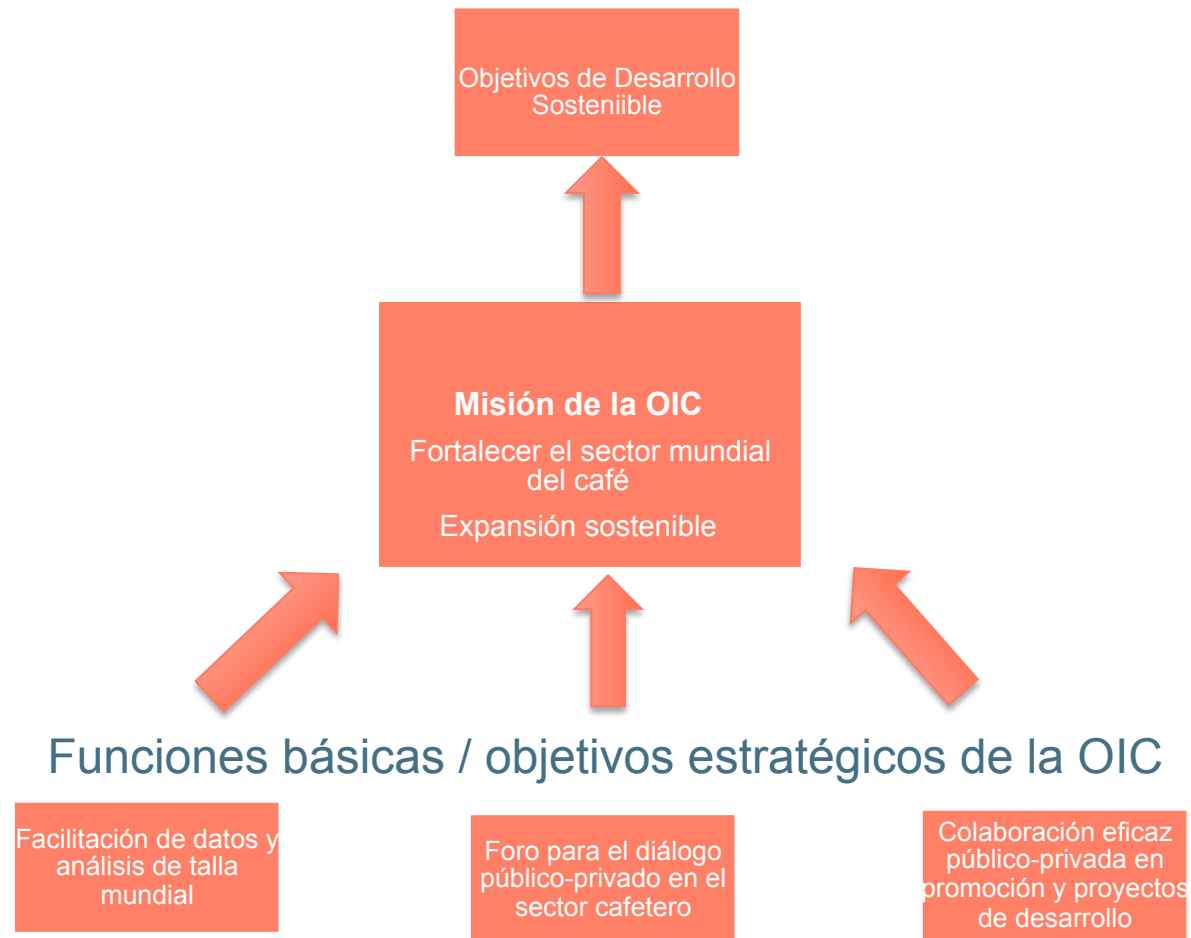 Objetivos de Desarrollo
Ósteniible
Misión de la OIC
Fortalecer el sector mundial
del café
Expansión sostenible
Funciones básicas / objetivos estratégicos de la OIC
Facilitación de datos y
análisis de talla
mundial
Foro para el diálogo
público-privado en el
sector cafetero
Colaboración eficaz
público-privada en
promoción y proyectos
de desarrollo